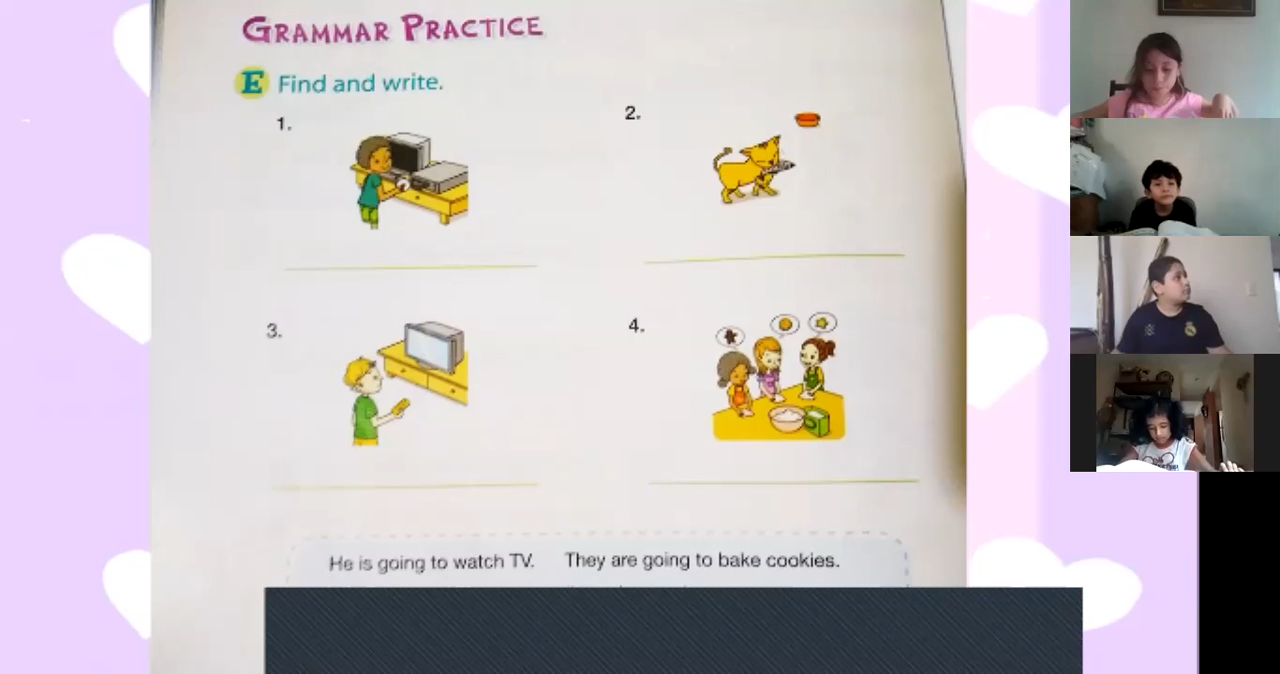 GRAMMAR PRACTICE
E Find and write.
1.
2.
3.
4.
He is going to watch TV. They are going to bake cookies.